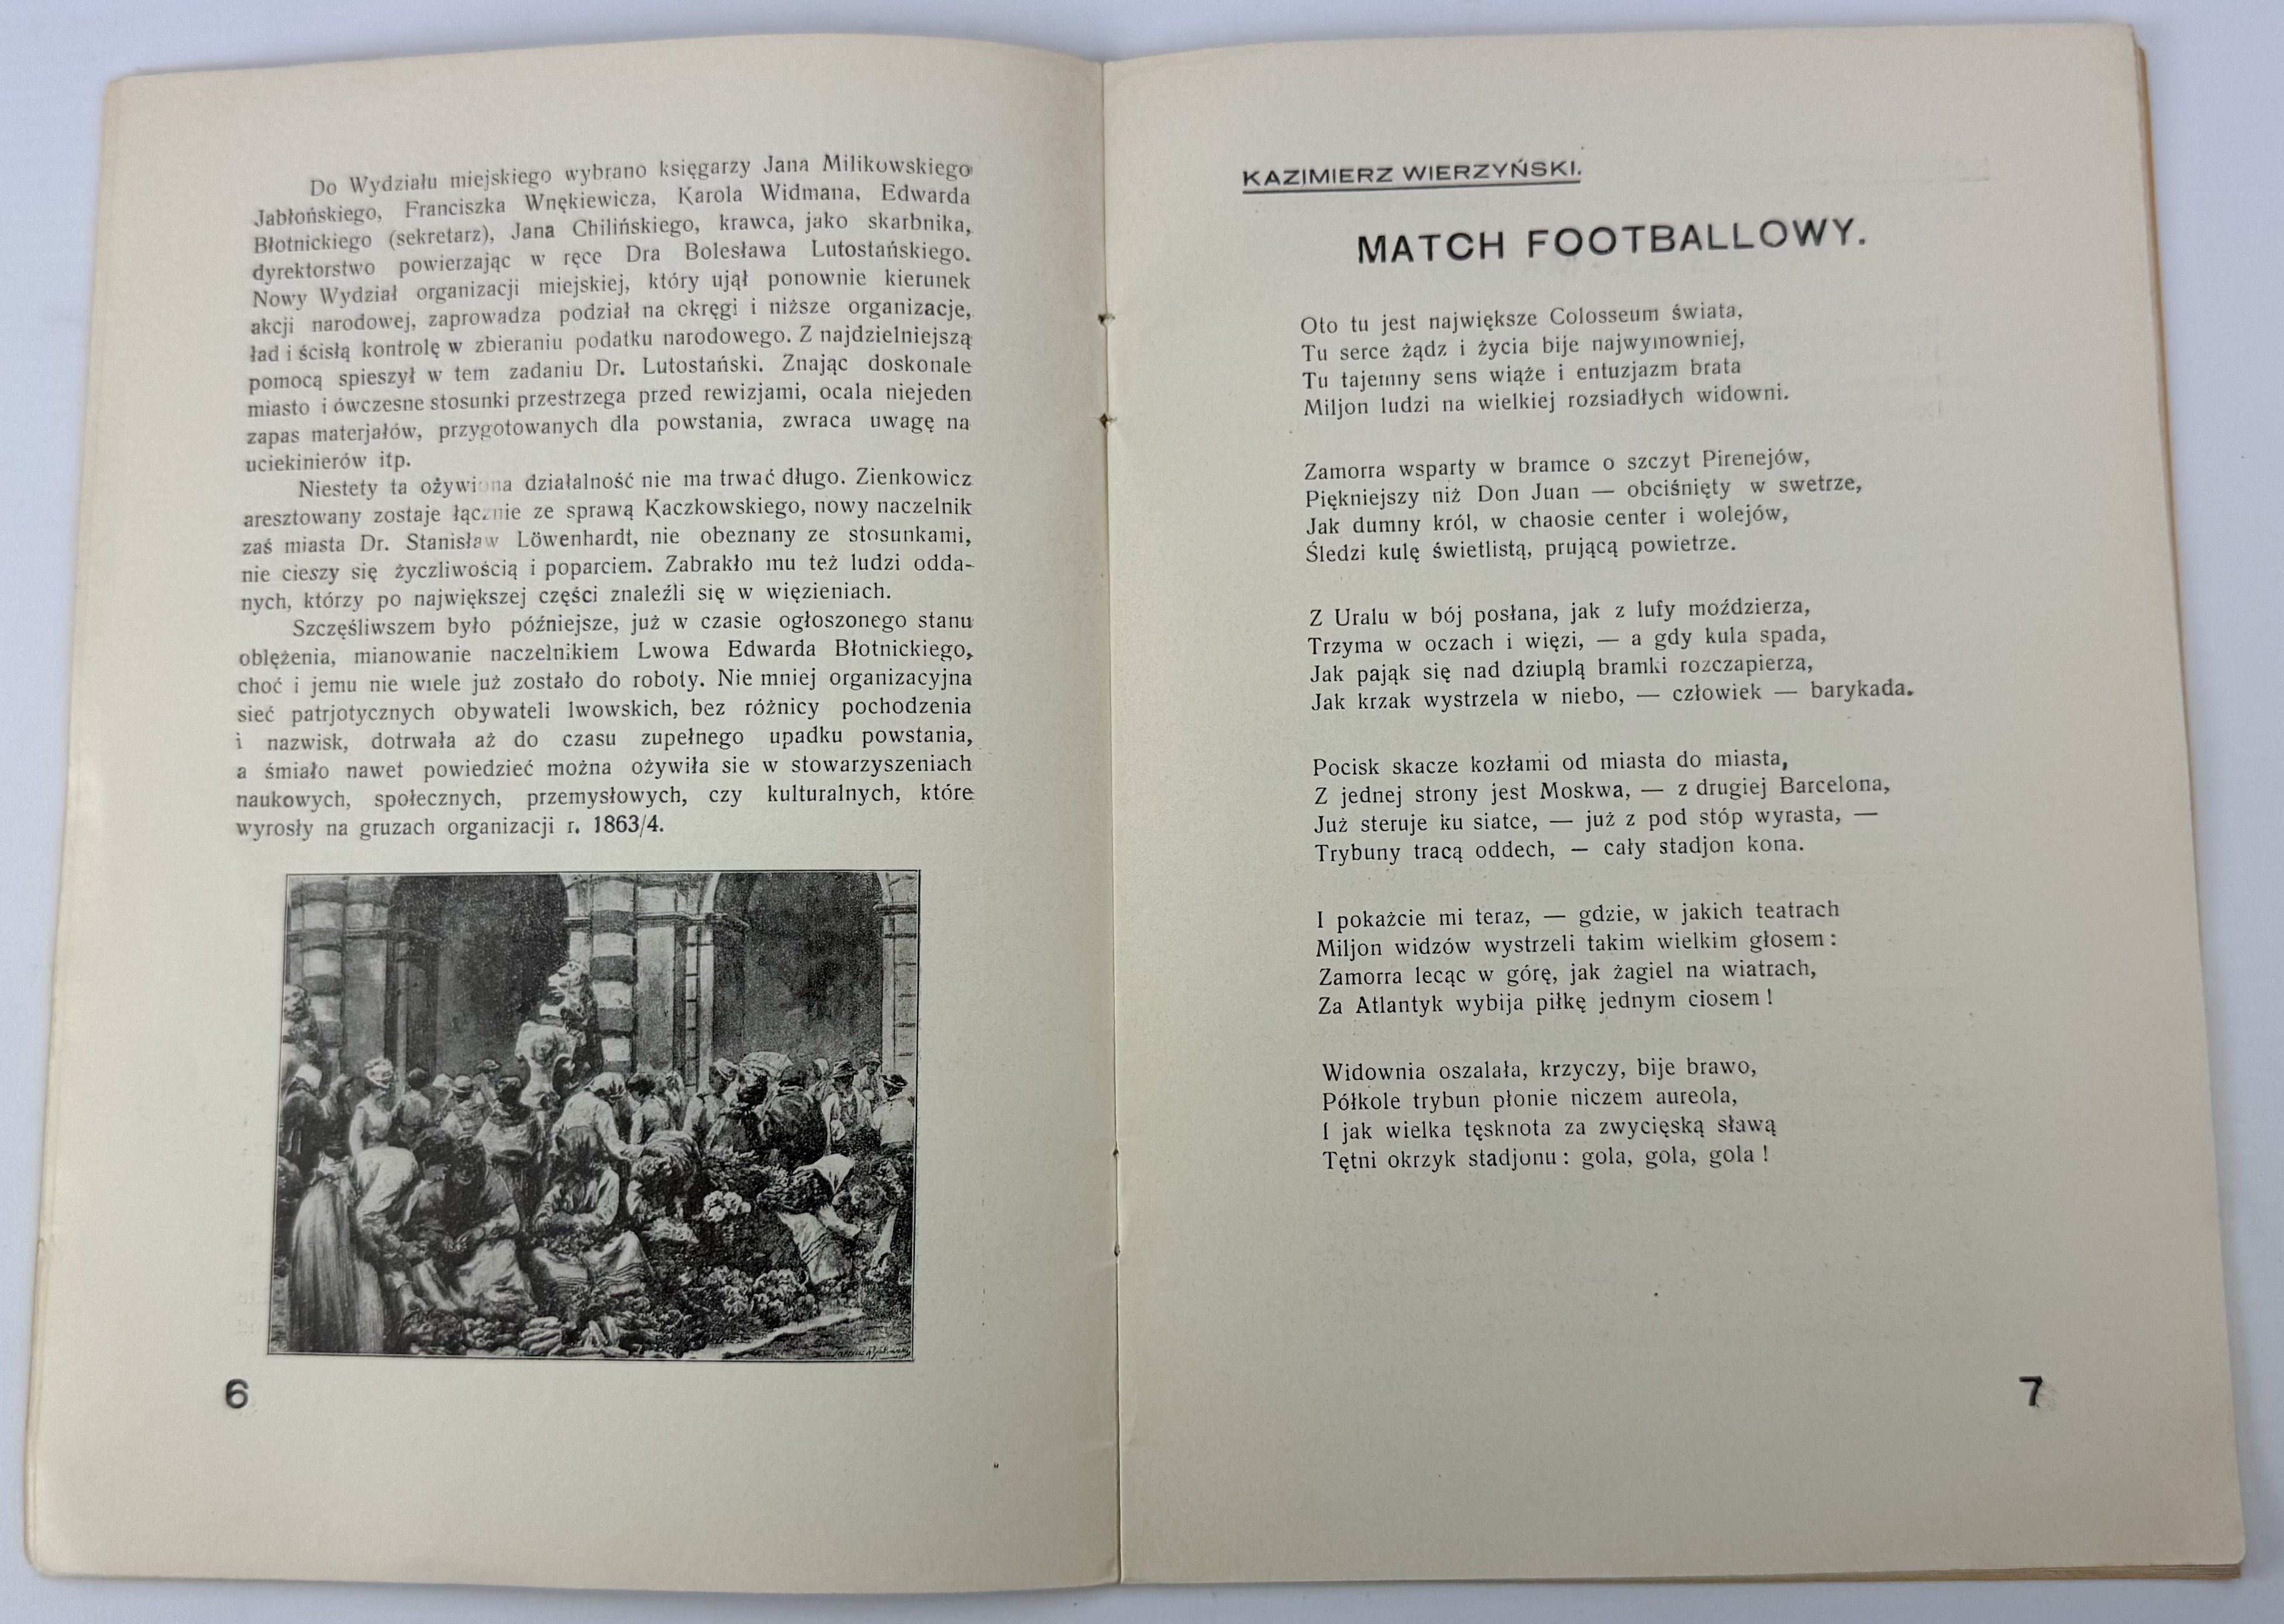 Do Wydziału miejskiego wybrano księgarzy Jana Milikowskiego
Jabłońskiego, Franciszka Wnękiewicza, Karola Widmana, Edwarda
Błotnickiego (sekretarz), Jana Chilińskiego, krawca, jako skarbnika,
dyrektorstwo powierzając w ręce Dra Bolesława Lutostańskiego.
Nowy Wydział organizacji miejskiej, który ujął ponownie kierunek
akcji narodowej, zaprowadza podział na okręgi i niższe organizacje,
ład i ścisłą kontrolę w zbieraniu podatku narodowego. Z najdzielniejszą
pomocą spieszył w tem zadaniu Dr. Lutostański. Znając doskonale
miasto i ówczesne stosunki przestrzega przed rewizjami, ocala niejeden
zapas materjałów, przygotowanych dla powstania, zwraca uwagę na
uciekinierów itp.
Niestety ta ożywiona działalność nie ma trwać długo. Zienkowicz
aresztowany zostaje łącznie ze sprawą Kaczkowskiego, nowy naczelnik
zaś miasta Dr. Stanisław Löwenhardt, nie obeznany ze stosunkami,
nie cieszy się życzliwością i poparciem. Zabrakło mu też ludzi odda-
nych, którzy po największej części znaleźli się w więzieniach.
Szczęśliwszem było późniejsze, już w czasie ogłoszonego stanu
oblężenia, mianowanie naczelnikiem Lwowa Edwarda Błotnickiego,
choć i jemu nie wiele już zostało do roboty. Nie mniej organizacyjna
sieć patrjotycznych obywateli lwowskich, bez różnicy pochodzenia
i nazwisk, dotrwała aż do czasu zupełnego upadku powstania,
a śmiało nawet powiedzieć można ożywiła sie w stowarzyszeniach
naukowych, społecznych, przemysłowych, czy kulturalnych, które
wyrosły na gruzach organizacji r. 1863/4.
6
KAZIMIERZ WIERZYŃSKI.
MATCH FOOTBALLOWY.
Oto tu jest największe Colosseum świata,
Tu serce żądz i życia bije najwymowniej,
Tu tajemny sens wiąże i entuzjazm brata
Miljon ludzi na wielkiej rozsiadłych widowni.
Zamorra wsparty w bramce o szczyt Pirenejów,
Piękniejszy niż Don Juan — obciśnięty w swetrze,
Jak dumny król, w chaosie center i wolejów,
Śledzi kulę świetlistą, prującą powietrze.
Z Uralu w bój posłana, jak z lufy moździerza,
Trzyma w oczach i więzi, — a gdy kula spada,
Jak pająk się nad dziuplą bramki rozczapierzą,
Jak krzak wystrzela w niebo, — człowiek — barykada.
Pocisk skacze kozłami od miasta do miasta,
Z jednej strony jest Moskwa, — z drugiej Barcelona,
Już steruje ku siatce, — już z pod stóp wyrasta, —
Trybuny tracą oddech, — cały stadjon kona.
I pokażcie mi teraz, — gdzie, w jakich teatrach
Miljon widzów wystrzeli takim wielkim głosem:
Zamorra lecąc w górę, jak żagiel na wiatrach,
Za Atlantyk wybija piłkę jednym ciosem!
Widownia oszalała, krzyczy, bije brawo,
Półkole trybun płonie niczem aureola,
I jak wielka tęsknota za zwycięską sławą
Tętni okrzyk stadjonu: gola, gola, gola!
7